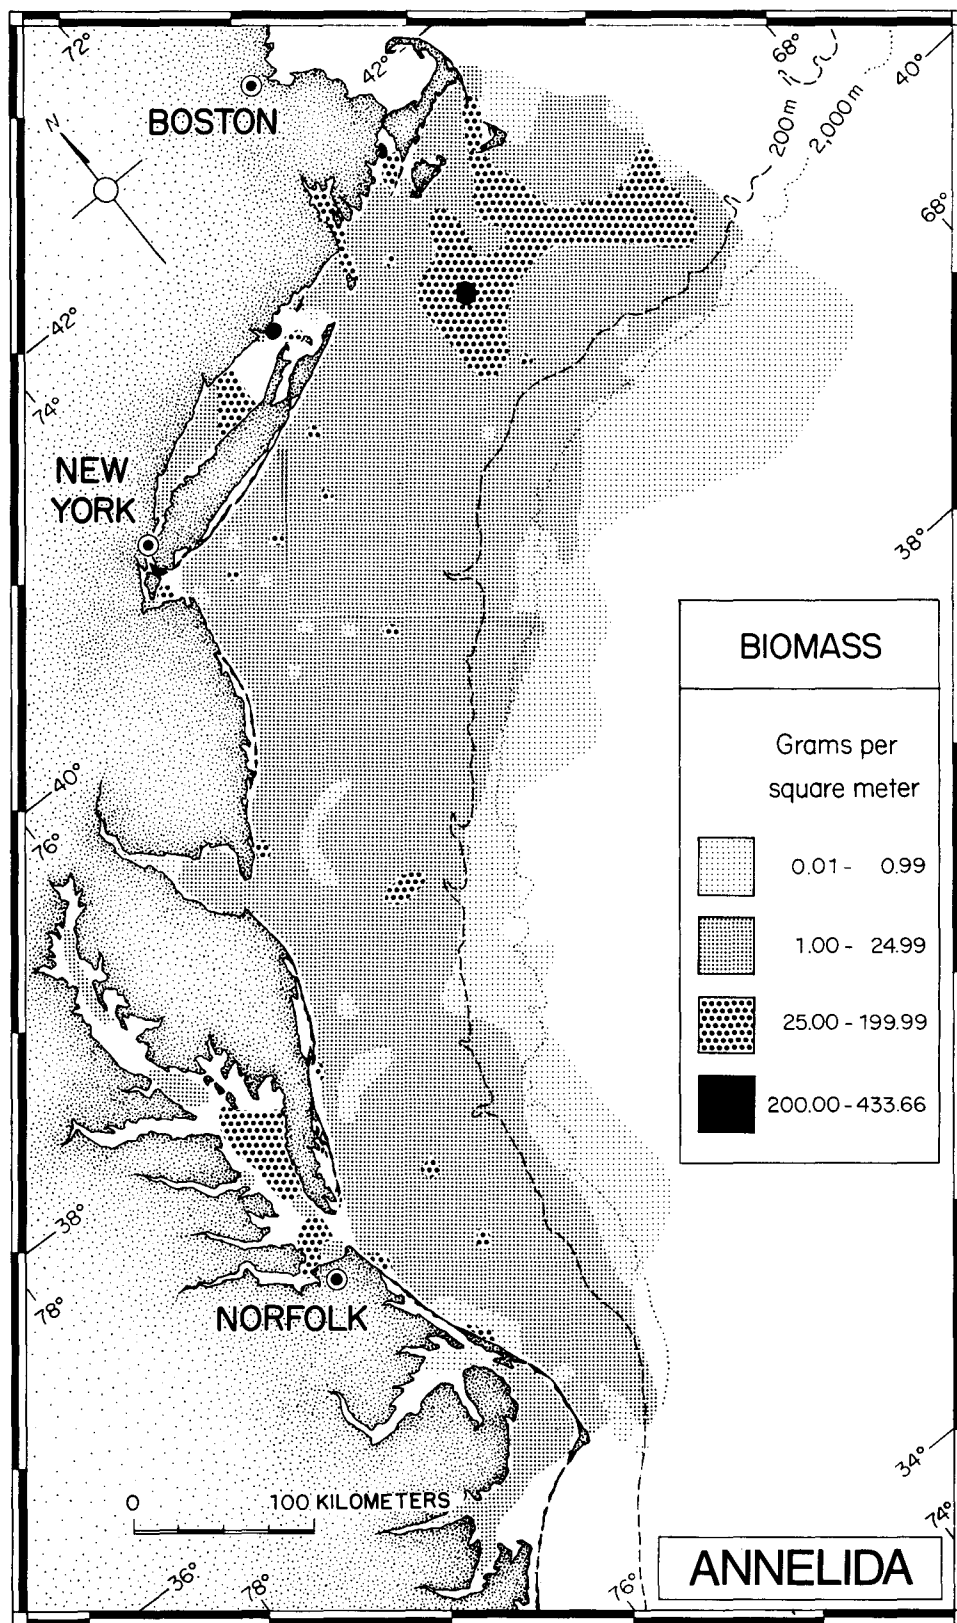 72°
42°
68°
40°
200m
2,000m
BOSTON
N
68°
42°
74°
NEW
YORK
38°
BIOMASS
Grams per
square meter
0.01 - 0.99
1.00 - 24.99
25.00 - 199.99
200.00 - 433.66
40°
76°
38°
78°
NORFOLK
34°
74°
0 100 KILOMETERS
36°
78°
76°
ANNELIDA